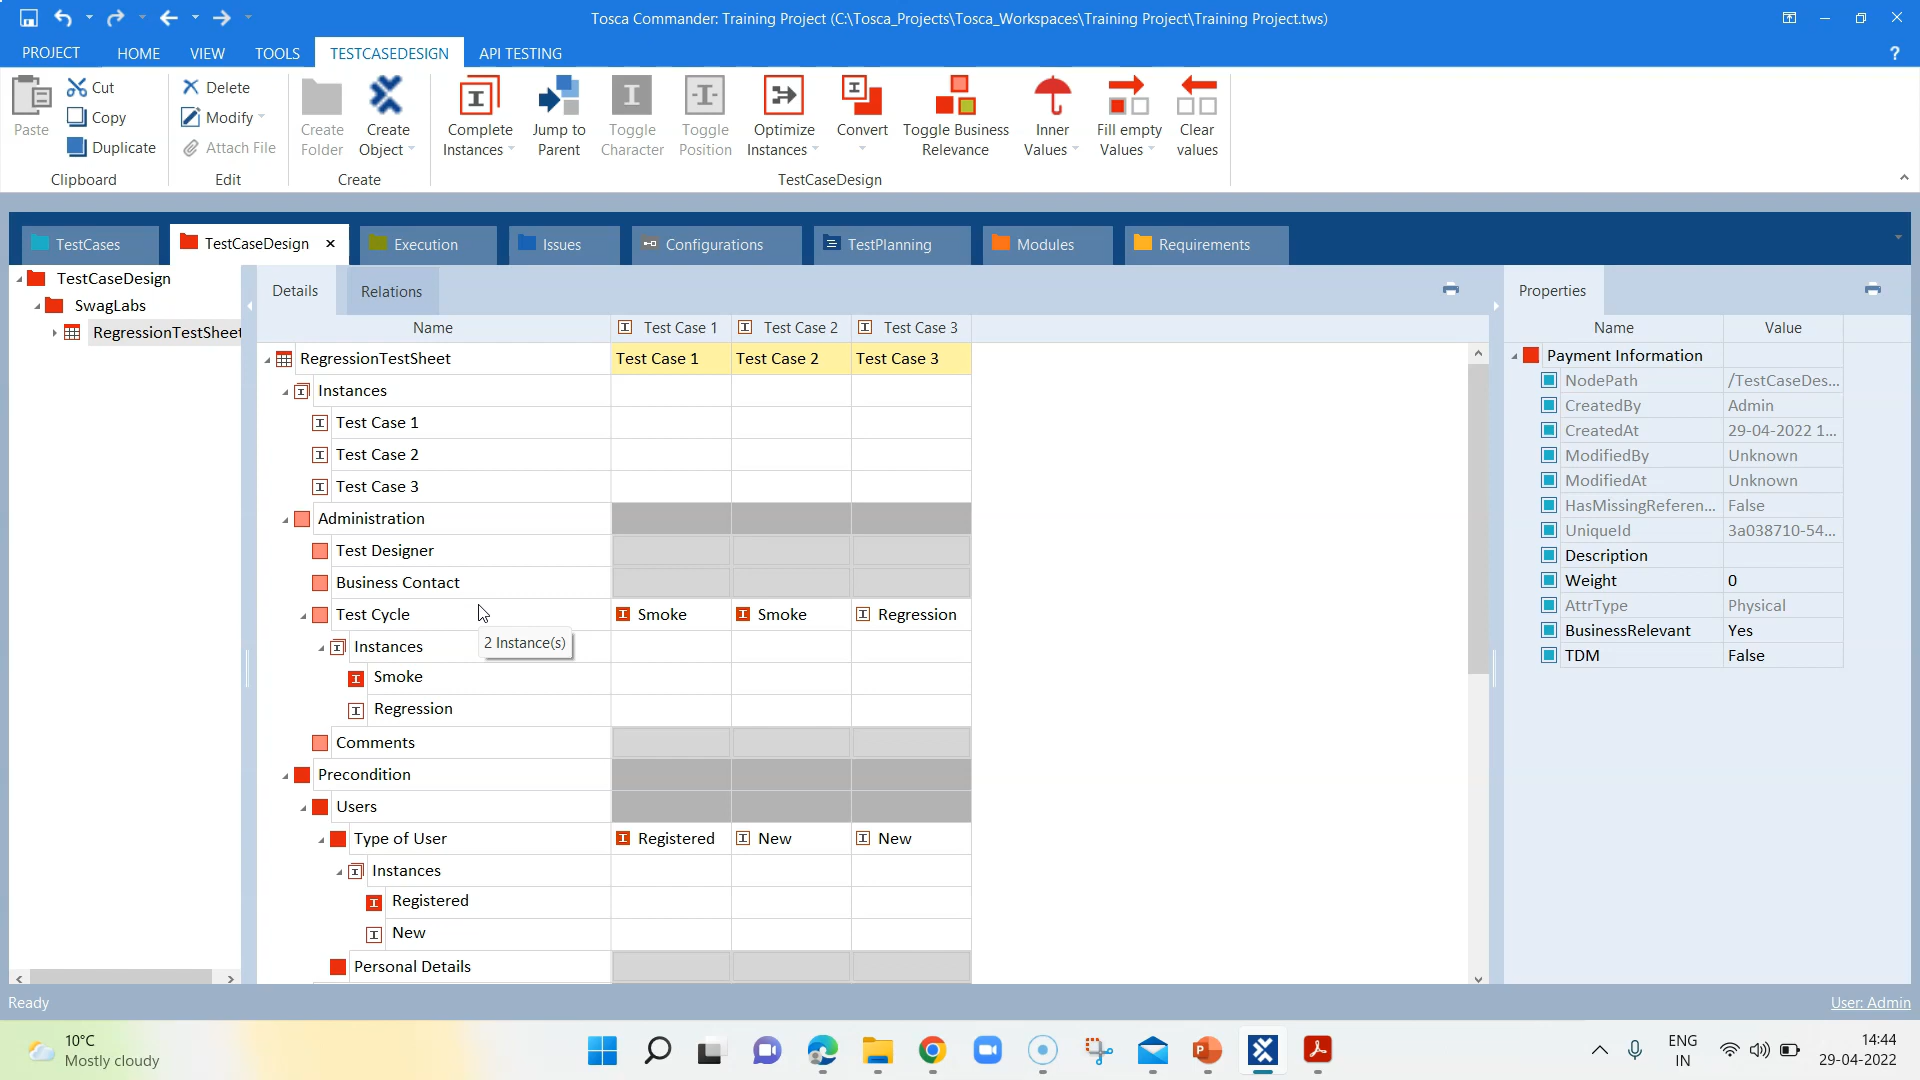 Tosca Commander: Training Project (C:\Tosca_Projects\Tosca_Workspaces\Training Project\Training Project.tws)
PROJECT HOME VIEW TOOLS TESTCASEDESIGN API TESTING ?
Paste
Cut
Copy
Duplicate
Clipboard
Delete
Modify
Attach File
Edit
Create Folder
Create Object
Create
Complete Instances
Jump to Parent
Toggle Character
Toggle Position
Optimize Instances
Convert
Toggle Business Relevance
Inner Values
Fill empty Values
Clear values
TestCaseDesign
TestCases TestCaseDesign Execution Issues Configurations TestPlanning Modules Requirements
TestCaseDesign
SwagLabs
RegressionTestSheet
Details Relations
Name Test Case 1 Test Case 2 Test Case 3
RegressionTestSheet Test Case 1 Test Case 2 Test Case 3
Instances
Test Case 1
Test Case 2
Test Case 3
Administration
Test Designer
Business Contact
Test Cycle Smoke Smoke Regression
2 Instance(s)
Instances
Smoke
Regression
Comments
Precondition
Users
Type of User Registered New New
Instances
Registered
New
Personal Details
Properties
Name Value
Payment Information
NodePath /TestCaseDes...
CreatedBy Admin
CreatedAt 29-04-2022 1...
ModifiedBy Unknown
ModifiedAt Unknown
HasMissingReferen... False
UniqueId 3a038710-54...
Description
Weight 0
AttrType Physical
BusinessRelevant Yes
TDM False
Ready
User: Admin
10°C
Mostly cloudy
ENG
IN
14:44
29-04-2022